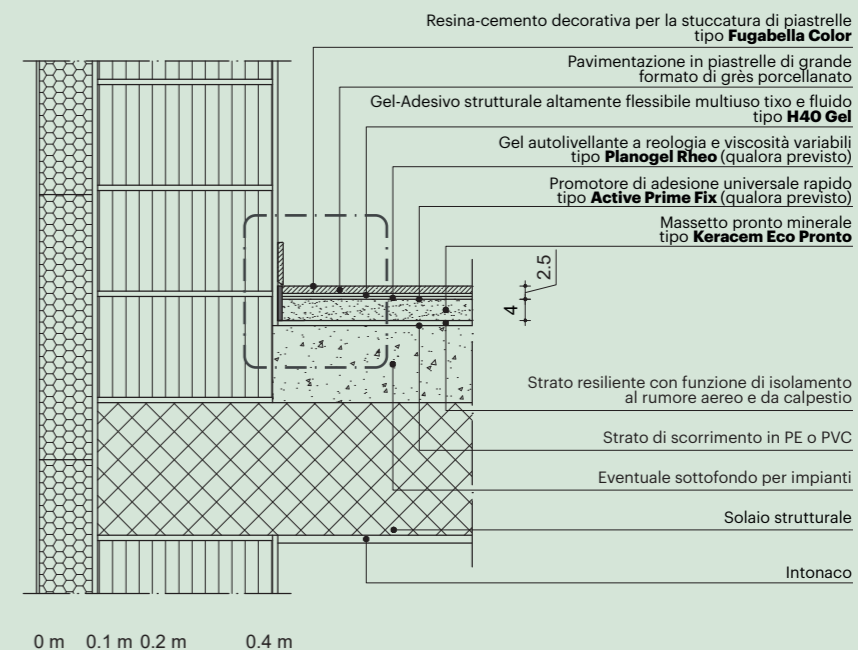 Resina-cemento decorativa per la stuccatura di piastrelle
tipo Fugabella Color
Pavimentazione in piastrelle di grande
formato di grès porcellanato
Gel-Adesivo strutturale altamente flessibile multiuso tixo e fluido
tipo H40 Gel
Gel autolivellante a reologia e viscosità variabili
tipo Planogel Rheo (qualora previsto)
Promotore di adesione universale rapido
tipo Active Prime Fix (qualora previsto)
Massetto pronto minerale
tipo Keracem Eco Pronto
2.5
4
Strato resiliente con funzione di isolamento
al rumore aereo e da calpestio
Strato di scorrimento in PE o PVC
Eventuale sottofondo per impianti
Solaio strutturale
Intonaco
0 m 0.1 m 0.2 m 0.4 m